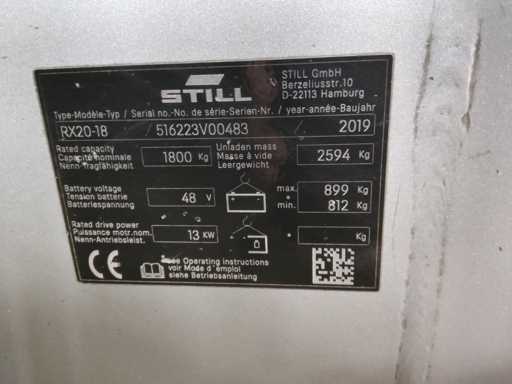 STILL
STILL GmbH
Berzeliusstr.10
D-22113 Hamburg
Type-Modèle-Typ / Serial no.-No. de série-Serien-Nr. / year-année-Baujahr
RX20-18 / 516223V00483 2019
Rated capacity
Capacité nominale
Nenn-Tragfähigkeit
1800 Kg
Unladen mass
Masse à vide
Leergewicht
2594 Kg
Battery voltage
Tension batterie
Batteriespannung
48 V
max. 899 Kg
min. 812 Kg
Rated drive power
Puissance motr.nom.
Nenn-Antriebsleist.
13 KW
Kg
CE
see Operating instructions
voir Mode d'emploi
siehe Betriebsanleitung